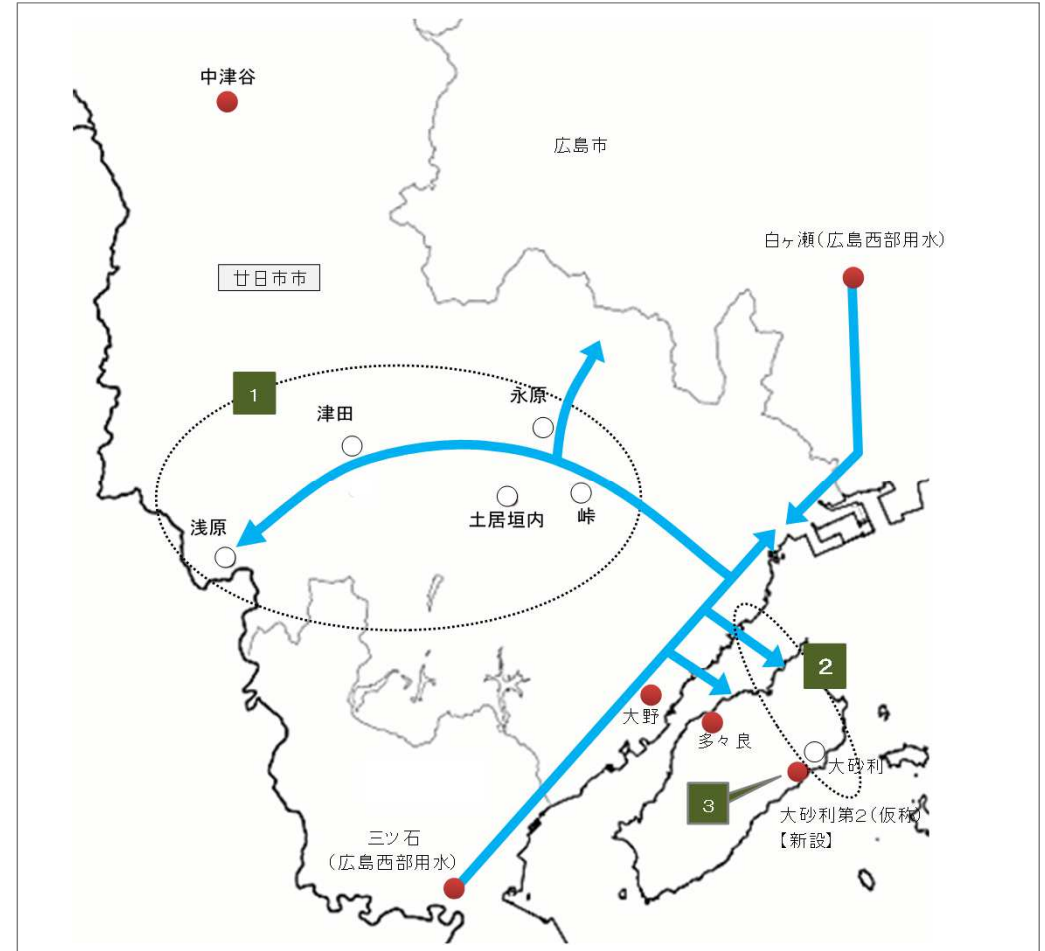 中津谷
広島市
白ヶ瀬(広島西部用水)
廿日市市
1
永原
津田
土居垣内
峠
浅原
2
大野
多々良
大砂利
3
大砂利第2(仮称)
【新設】
三ツ石
(広島西部用水)